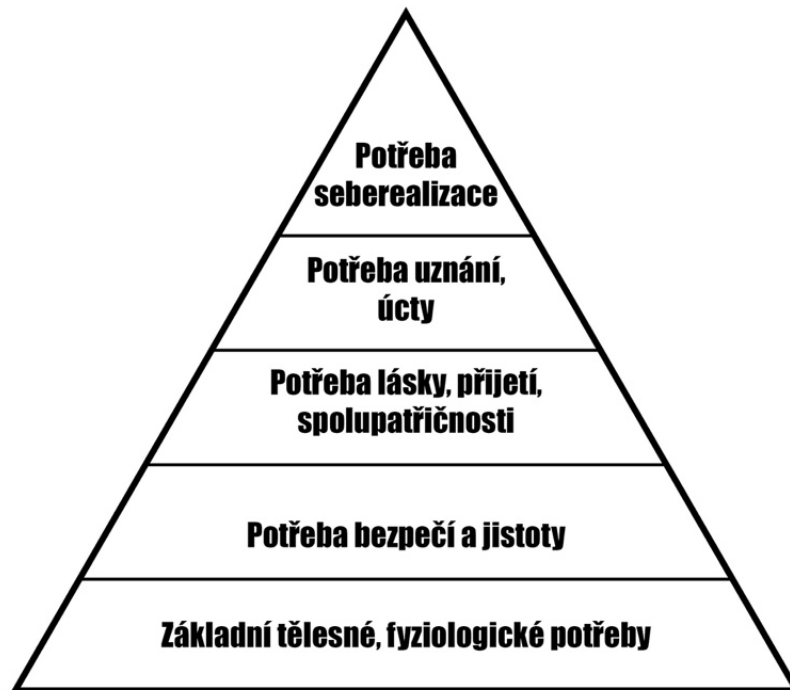 Potřeba
seberealizace
Potřeba uznání,
úcty
Potřeba lásky, přijetí,
spolupatřičnosti
Potřeba bezpečí a jistoty
Základní tělesné, fyziologické potřeby